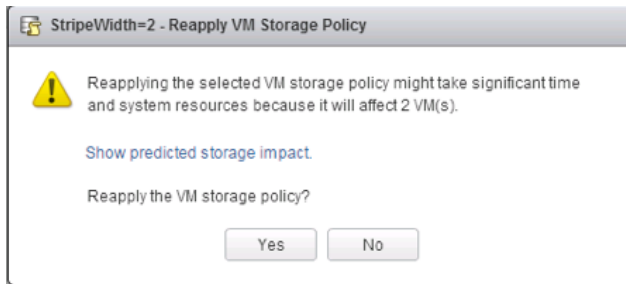 StripeWidth=2 - Reapply VM Storage Policy
Reapplying the selected VM storage policy might take significant time
and system resources because it will affect 2 VM(s).
Show predicted storage impact.
Reapply the VM storage policy?
Yes No